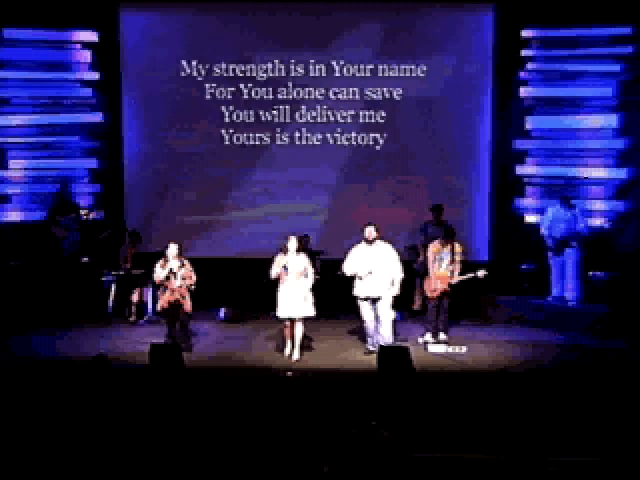 My strength is in Your name
For You alone can save
You will deliver me
Yours is the victory